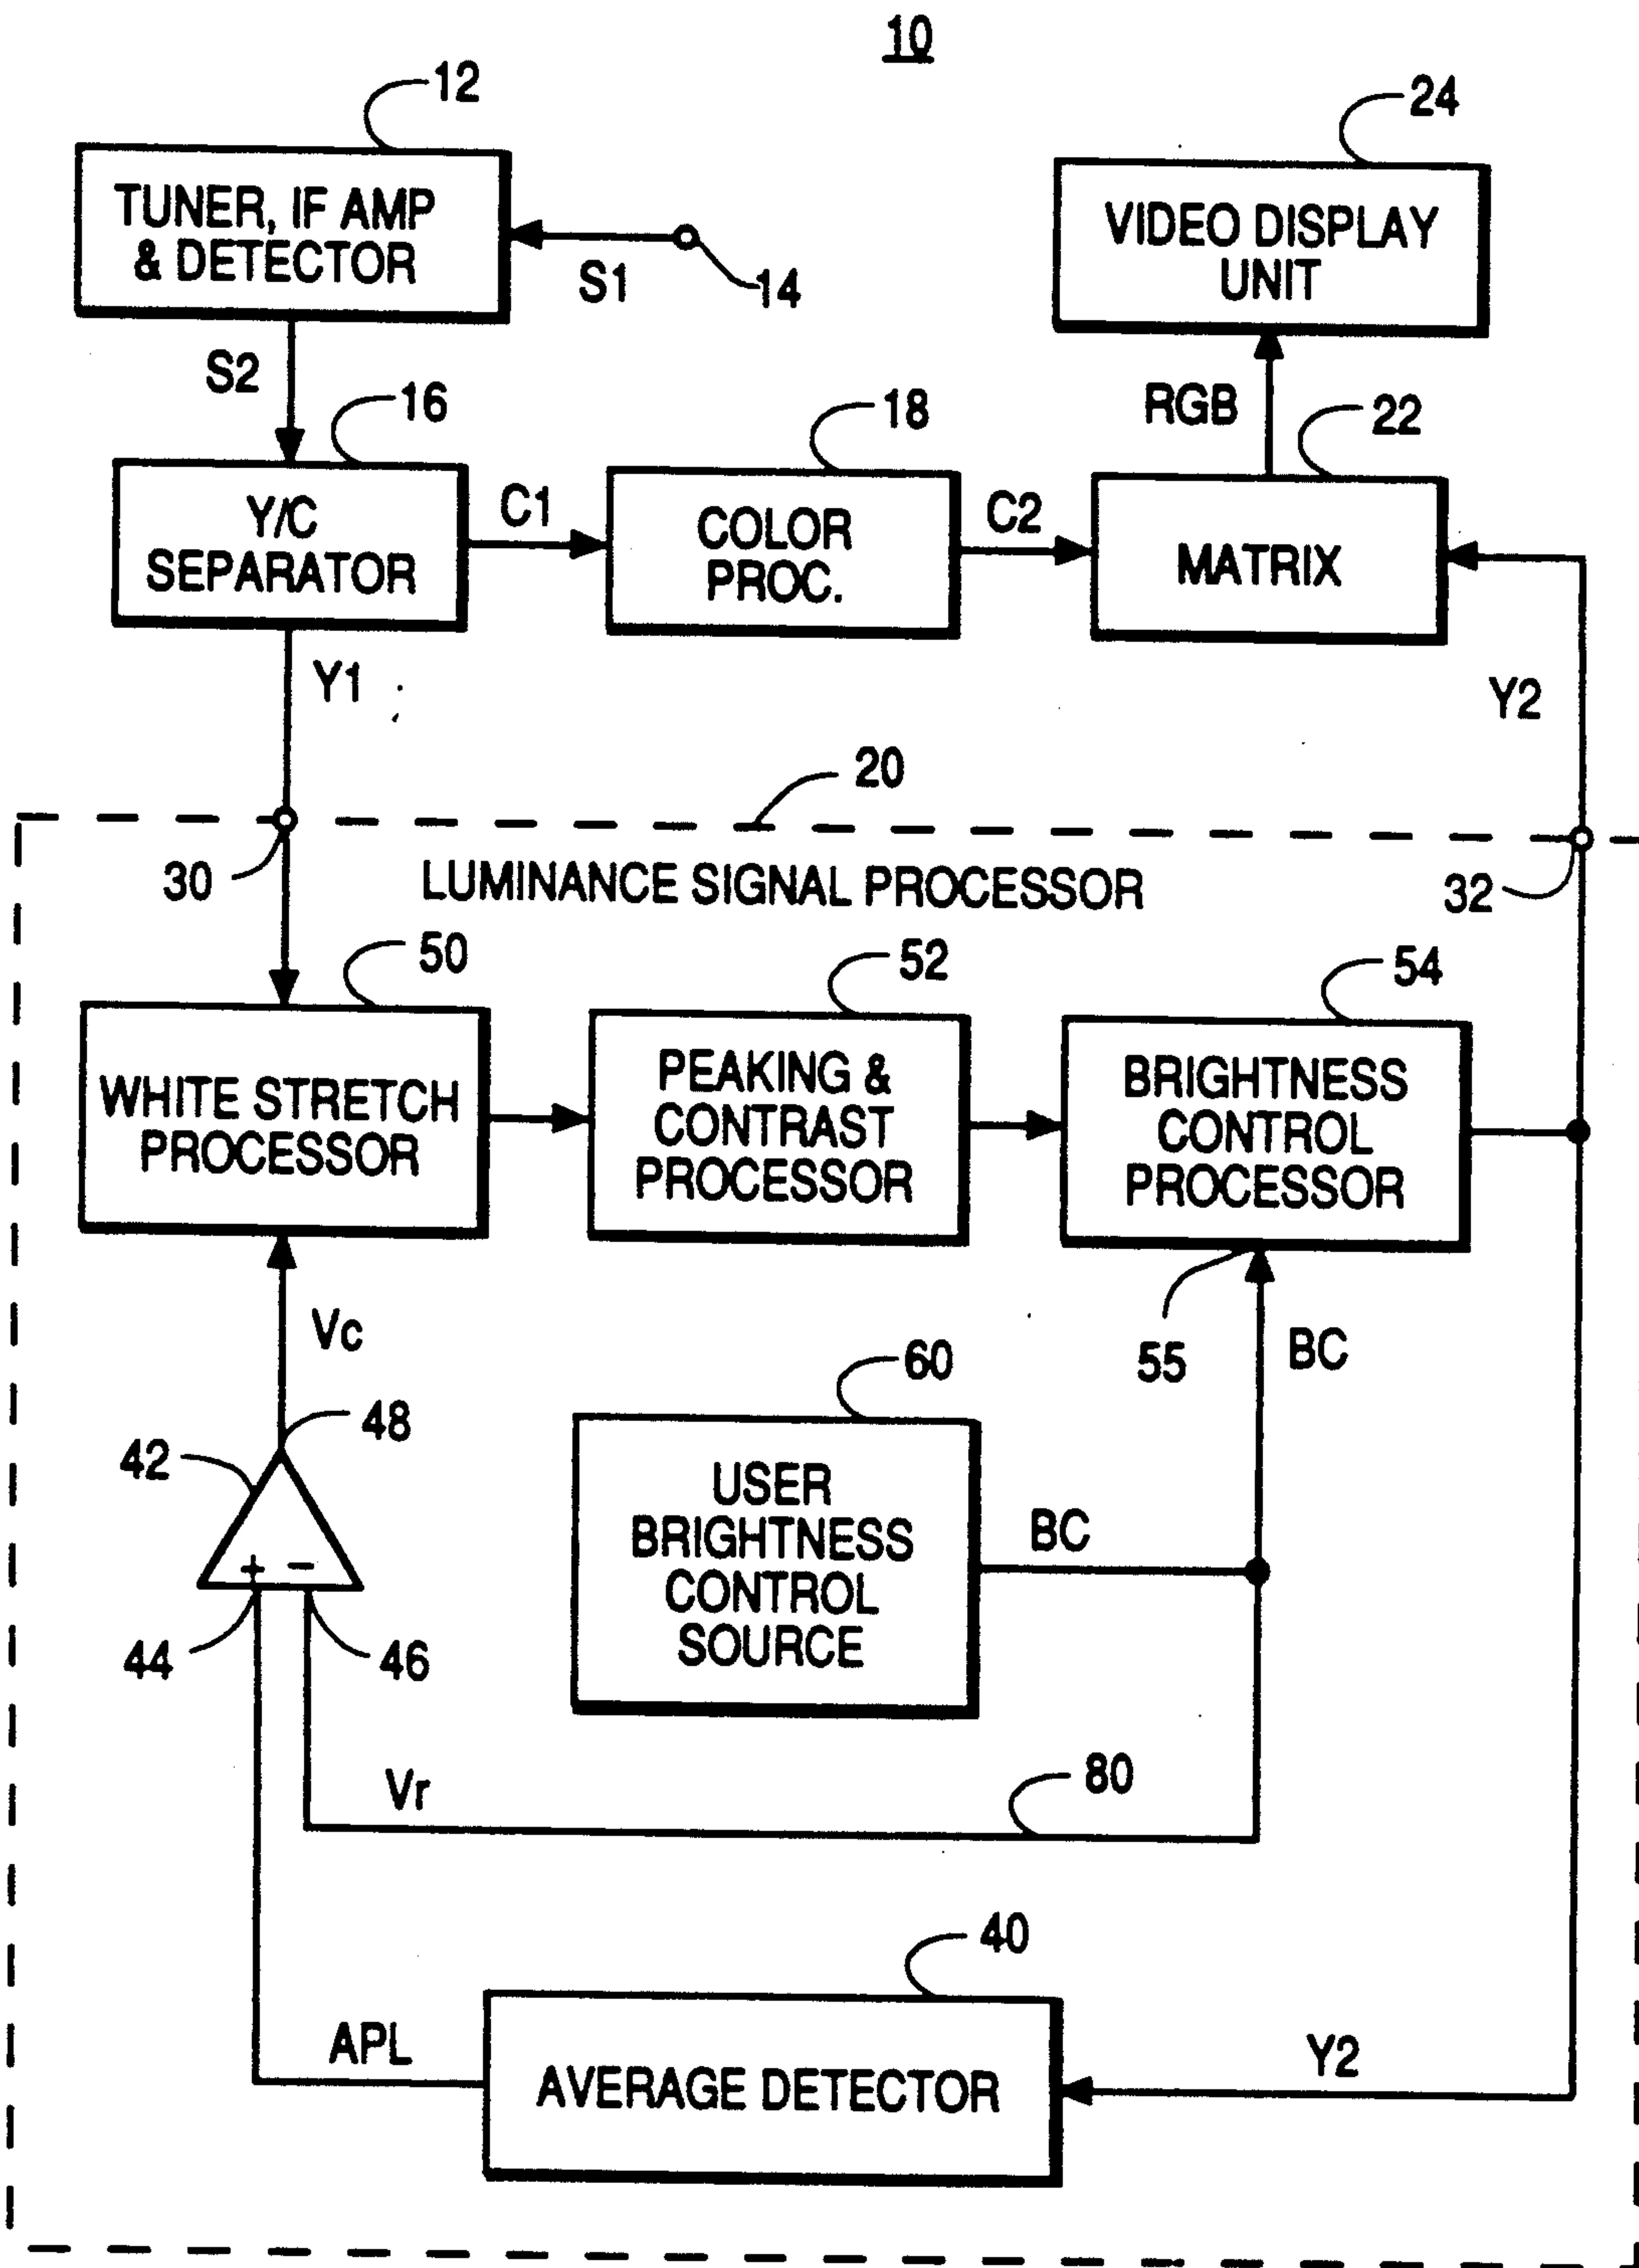 10
12
24
TUNER, IF AMP
& DETECTOR
S1
14
VIDEO DISPLAY
UNIT
S2
16
18
RGB
22
Y/C
SEPARATOR
C1
COLOR
PROC.
C2
MATRIX
Y1
Y2
20
30
LUMINANCE SIGNAL PROCESSOR
32
50
52
54
WHITE STRETCH
PROCESSOR
PEAKING &
CONTRAST
PROCESSOR
BRIGHTNESS
CONTROL
PROCESSOR
Vc
55
BC
60
48
42
+ −
44
46
USER
BRIGHTNESS
CONTROL
SOURCE
BC
Vr
80
40
APL
AVERAGE DETECTOR
Y2